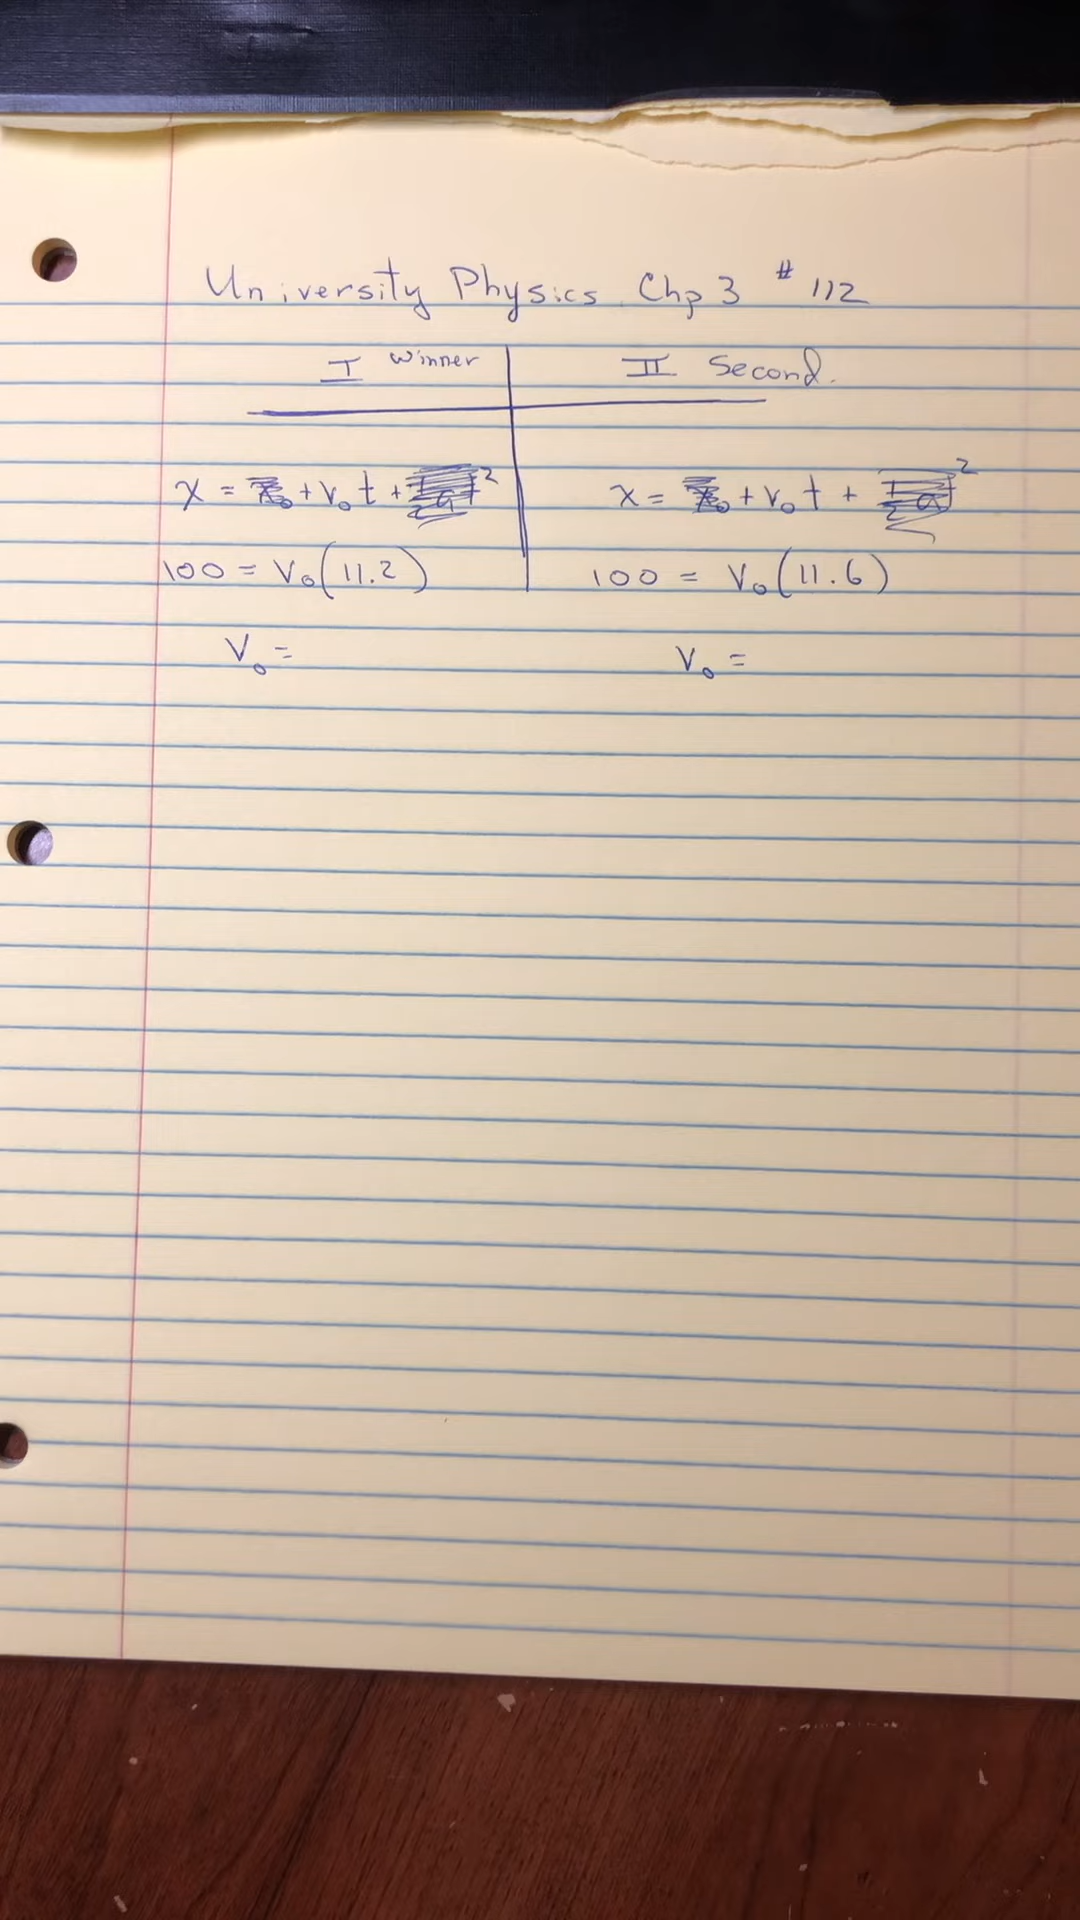 University Physics Chp 3 # 112
I Winner
II Second.
x = x₀ + v₀t + ½at²
x = x₀ + v₀t + ½at²
100 = V₀(11.2)
100 = V₀(11.6)
V₀ =
V₀ =